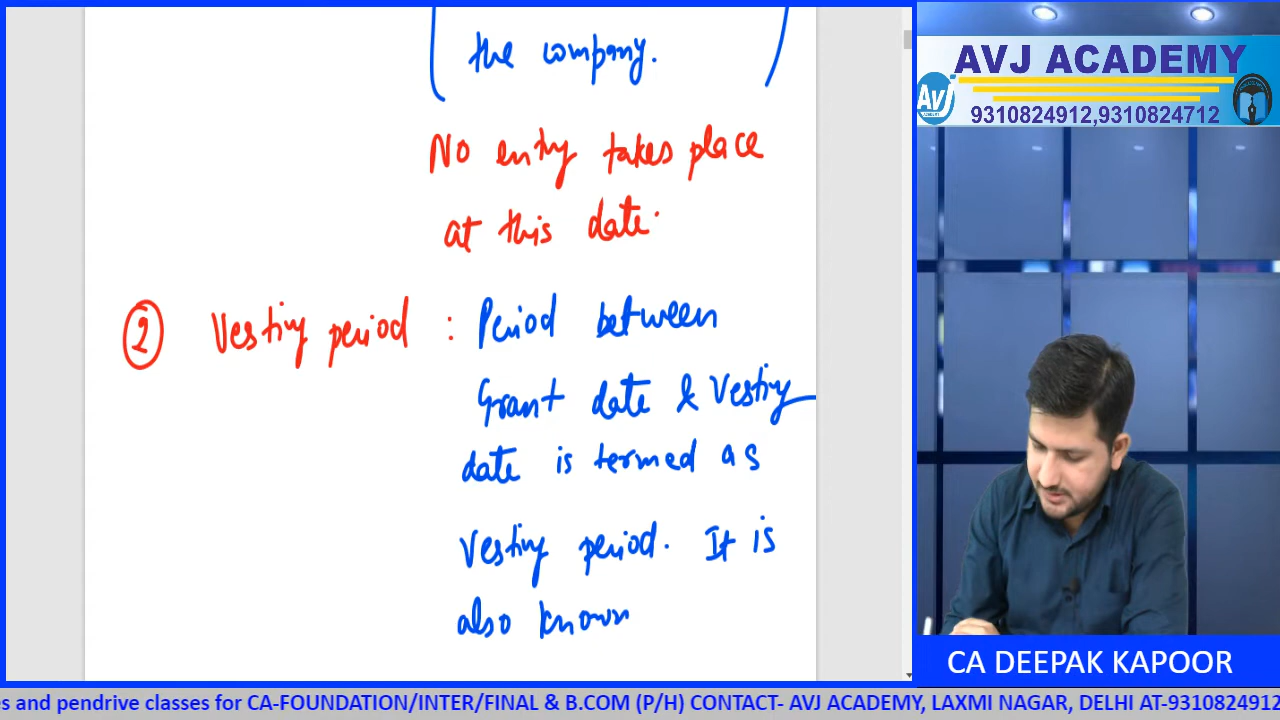 the company.
No entry takes place
at this date.
② Vesting period : Period between
Grant date & Vesting
date is termed as
Vesting period. It is
also known
AVJ ACADEMY
AVJ
9310824912,9310824712
CA DEEPAK KAPOOR
es and pendrive classes for CA-FOUNDATION/INTER/FINAL & B.COM (P/H) CONTACT- AVJ ACADEMY, LAXMI NAGAR, DELHI AT-9310824912